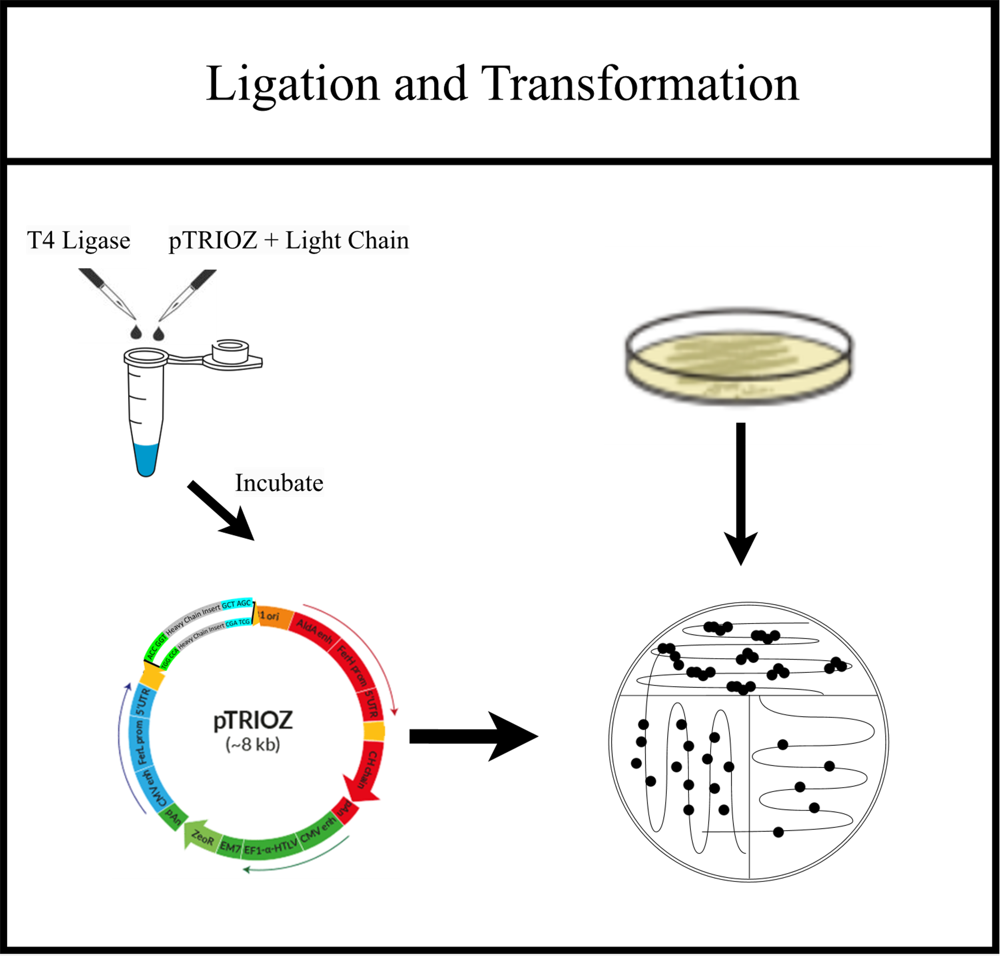 Ligation and Transformation
T4 Ligase
pTRIOZ + Light Chain
Incubate
ACC GGT Heavy Chain Insert GCT AGC
TGG CCA Heavy Chain Insert CGA TCG
1 ori
AldA enh
FerH prom
5'UTR
CH chain
pAn
CMV enh
EF1-α-HTLV
EM7
ZeoR
pAn
CMV enh
FerL prom
5'UTR
pTRIOZ
(~8 kb)